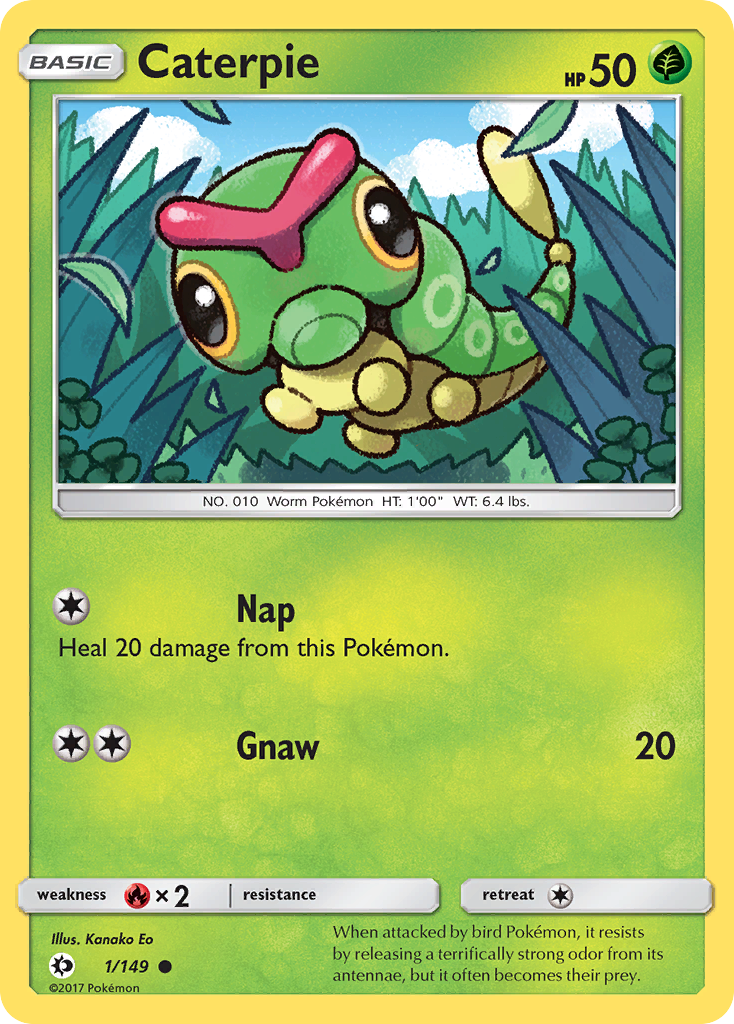 BASIC Caterpie HP 50
NO. 010 Worm Pokémon HT: 1'00" WT: 6.4 lbs.
Nap
Heal 20 damage from this Pokémon.
Gnaw 20
weakness × 2 resistance retreat
Illus. Kanako Eo
1/149
©2017 Pokémon
When attacked by bird Pokémon, it resists
by releasing a terrifically strong odor from its
antennae, but it often becomes their prey.